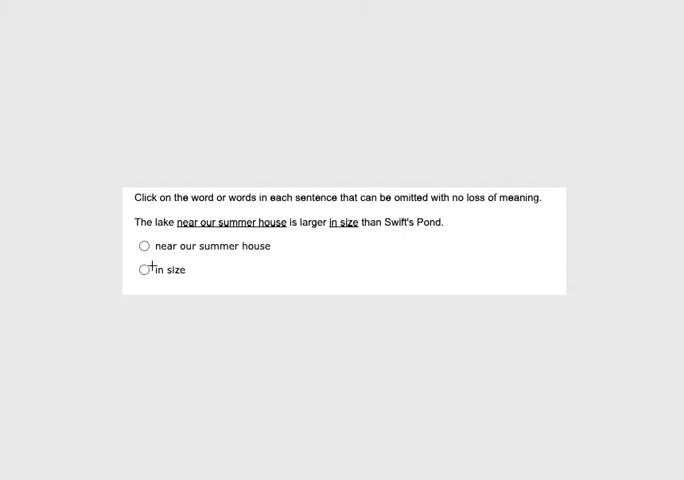 Click on the word or words in each sentence that can be omitted with no loss of meaning.
The lake near our summer house is larger in size than Swift's Pond.
near our summer house
in size